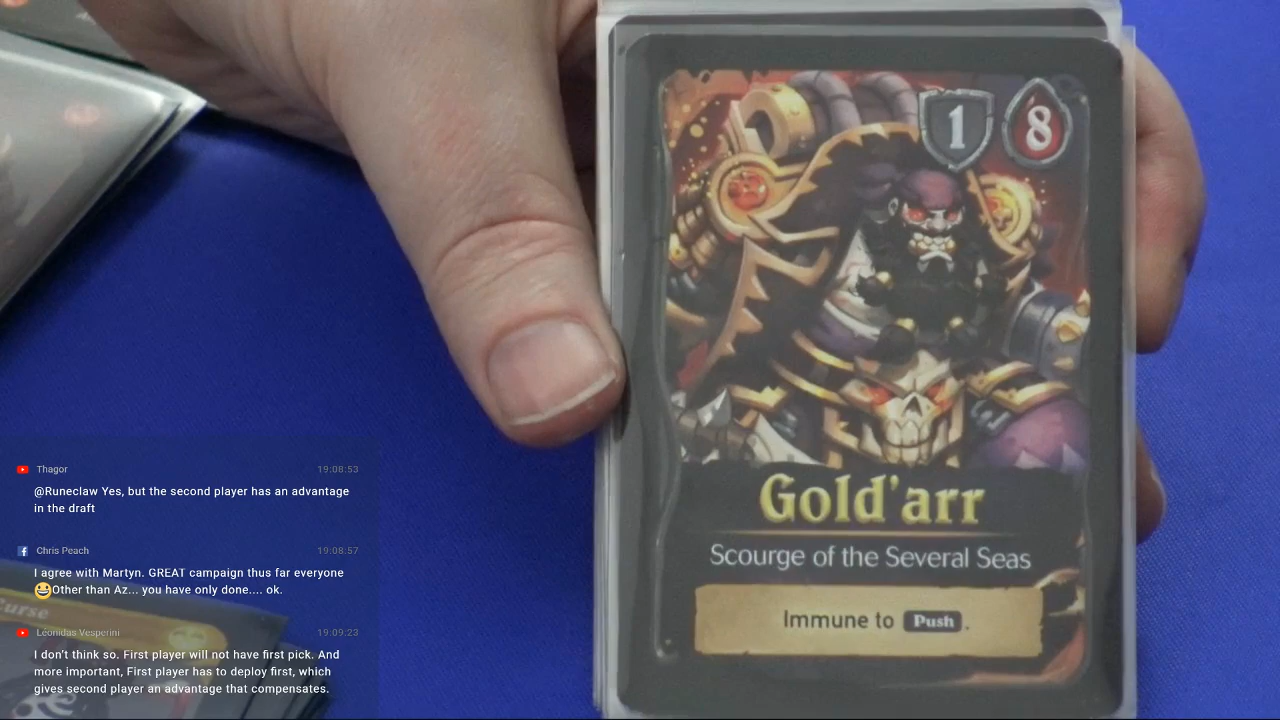 1 8
Gold'arr
Scourge of the Several Seas
Immune to Push.
Thagor 19:08:53
@Runeclaw Yes, but the second player has an advantage
in the draft
Chris Peach 19:08:57
I agree with Martyn. GREAT campaign thus far everyone
😀Other than Az... you have only done.... ok.
Curse
Léonidas Vesperini 19:09:23
I don't think so. First player will not have first pick. And
more important, First player has to deploy first, which
gives second player an advantage that compensates.